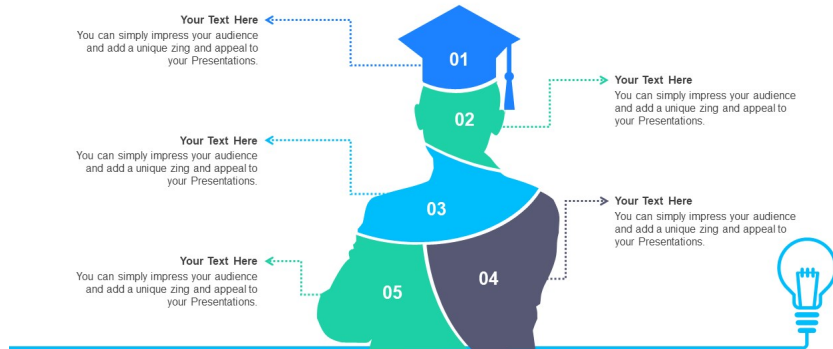 Your Text Here
You can simply impress your audience
and add a unique zing and appeal to
your Presentations.
01
Your Text Here
You can simply impress your audience
and add a unique zing and appeal to
your Presentations.
02
Your Text Here
You can simply impress your audience
and add a unique zing and appeal to
your Presentations.
03
Your Text Here
You can simply impress your audience
and add a unique zing and appeal to
your Presentations.
04
Your Text Here
You can simply impress your audience
and add a unique zing and appeal to
your Presentations.
05